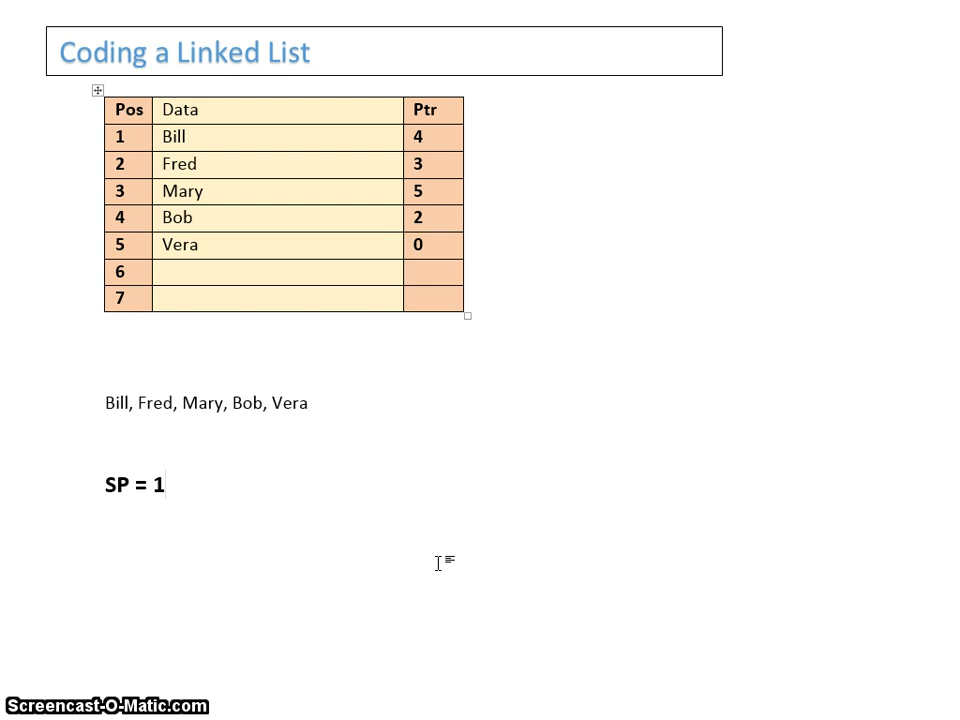 Coding a Linked List
Pos Data Ptr
1 Bill 4
2 Fred 3
3 Mary 5
4 Bob 2
5 Vera 0
6
7
Bill, Fred, Mary, Bob, Vera
SP = 1
Screencast-O-Matic.com